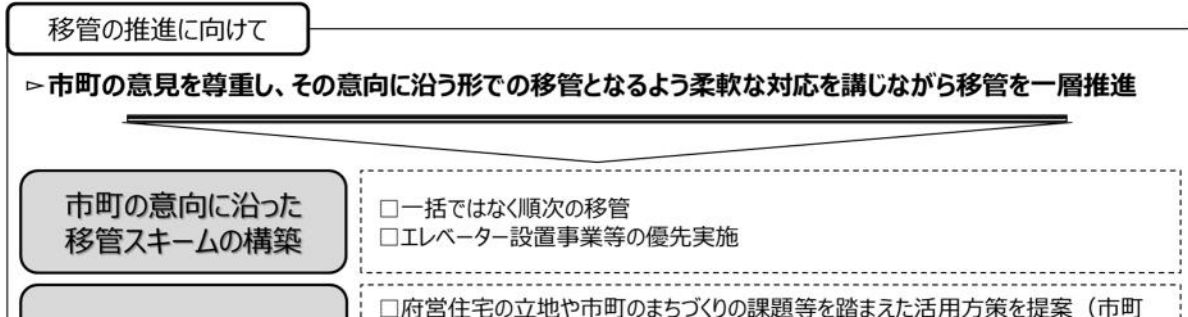 移管の推進に向けて
▻市町の意見を尊重し、その意向に沿う形での移管となるよう柔軟な対応を講じながら移管を一層推進
市町の意向に沿った
移管スキームの構築
□一括ではなく順次の移管
□エレベーター設置事業等の優先実施
□府営住宅の立地や市町のまちづくりの課題等を踏まえた活用方策を提案（市町